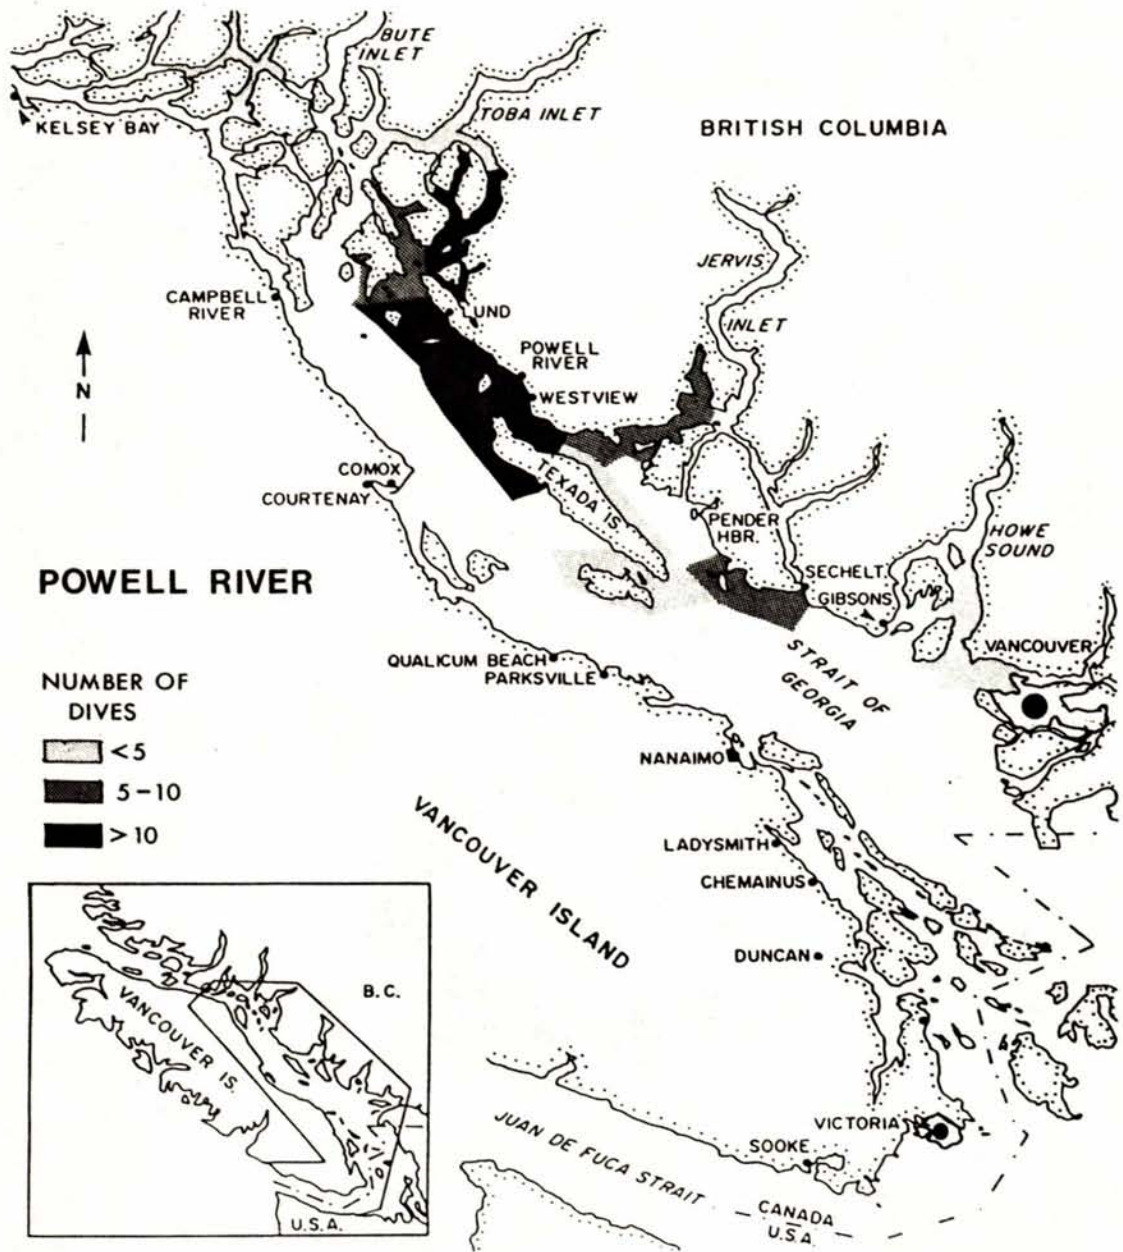 BUTE
INLET
TOBA INLET
KELSEY BAY
BRITISH COLUMBIA
JERVIS
INLET
CAMPBELL
RIVER
LUND
POWELL
RIVER
WESTVIEW
N
COMOX
COURTENAY
TEXADA IS.
PENDER
HBR.
HOWE
SOUND
SECHELT
GIBSONS
POWELL RIVER
VANCOUVER
QUALICUM BEACH
PARKSVILLE
STRAIT OF
GEORGIA
NUMBER OF
DIVES
<5
5-10
>10
NANAIMO
VANCOUVER ISLAND
LADYSMITH
CHEMAINUS
DUNCAN
B.C.
VANCOUVER IS.
U.S.A.
VICTORIA
SOOKE
JUAN DE FUCA STRAIT
CANADA
U.S.A.